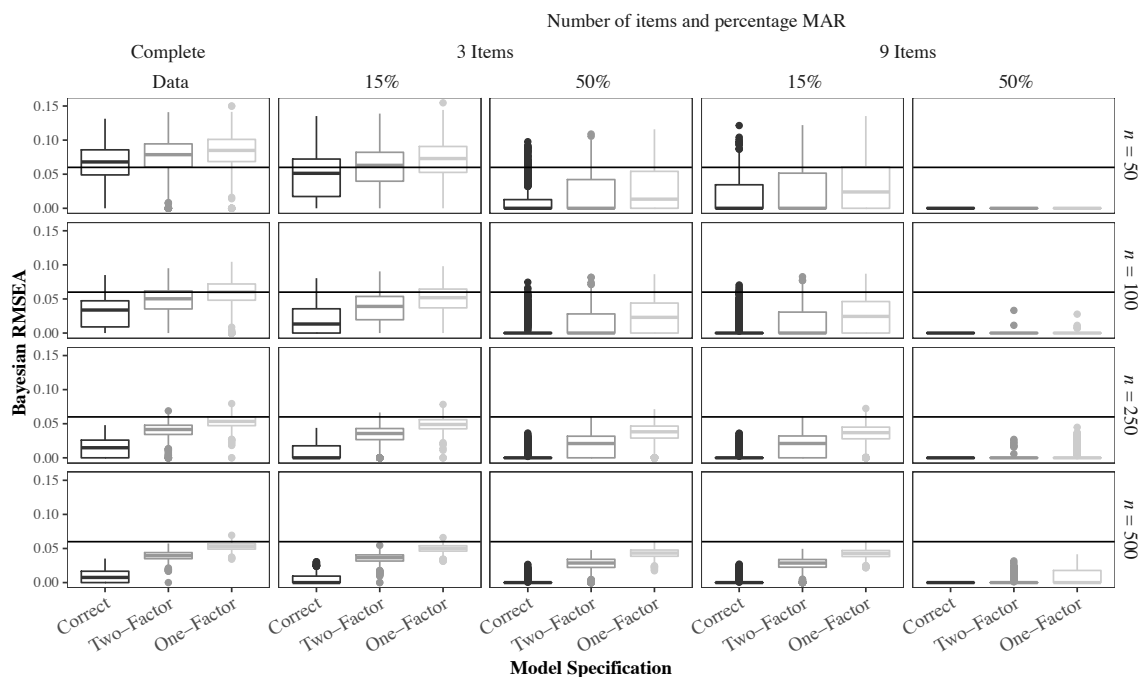 Number of items and percentage MAR
Complete 3 Items 9 Items
Data 15% 50% 15% 50%
Bayesian RMSEA
0.15
0.10
0.05
0.00
n = 50
0.15
0.10
0.05
0.00
n = 100
0.15
0.10
0.05
0.00
n = 250
0.15
0.10
0.05
0.00
n = 500
Correct Two–Factor One–Factor Correct Two–Factor One–Factor Correct Two–Factor One–Factor Correct Two–Factor One–Factor Correct Two–Factor One–Factor
Model Specification